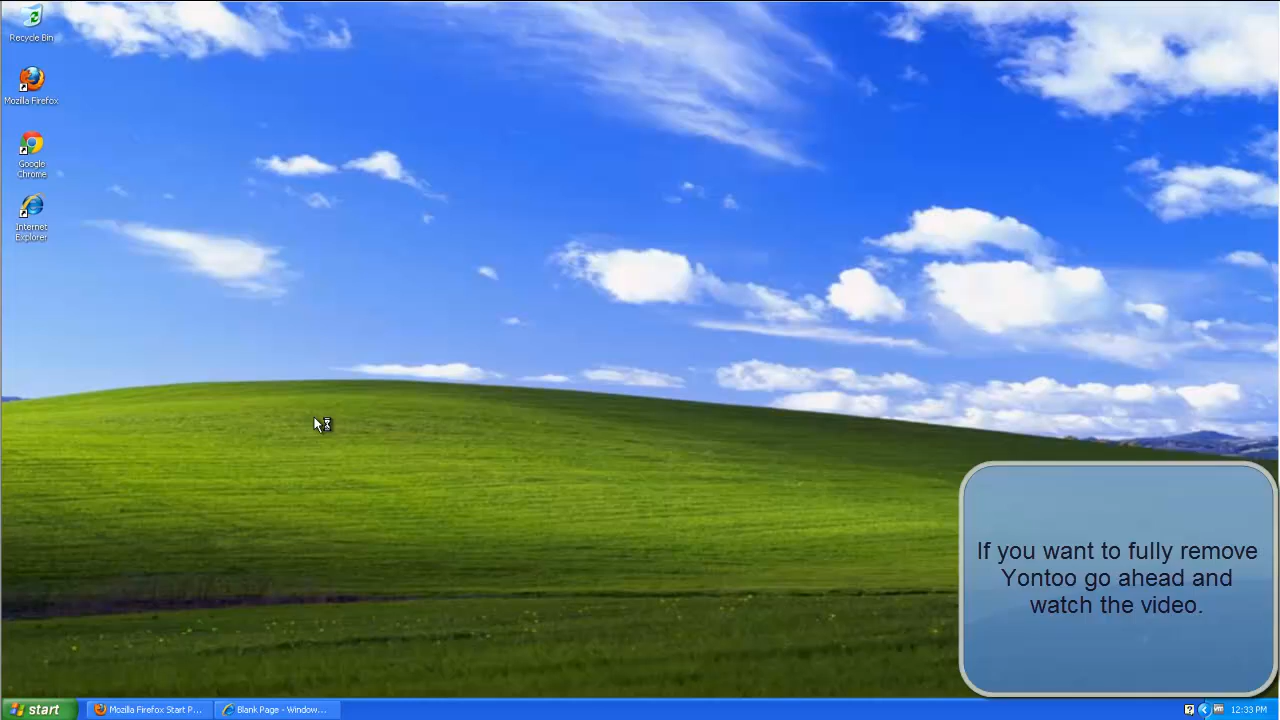 Recycle Bin
Mozilla Firefox
Google
Chrome
Internet
Explorer
If you want to fully remove
Yontoo go ahead and
watch the video.
start
Mozilla Firefox Start P...
Blank Page - Window...
12:33 PM